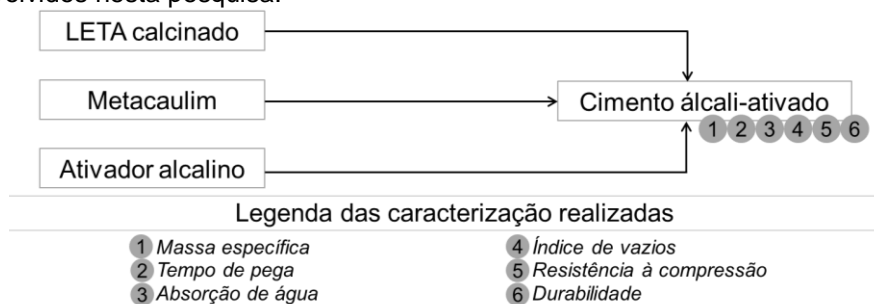 nesta pesquisa.
LETA calcinado
Metacaulim
Cimento álcali-ativado
1 2 3 4 5 6
Ativador alcalino
Legenda das caracterização realizadas
1 Massa específica
4 Índice de vazios
2 Tempo de pega
5 Resistência à compressão
3 Absorção de água
6 Durabilidade